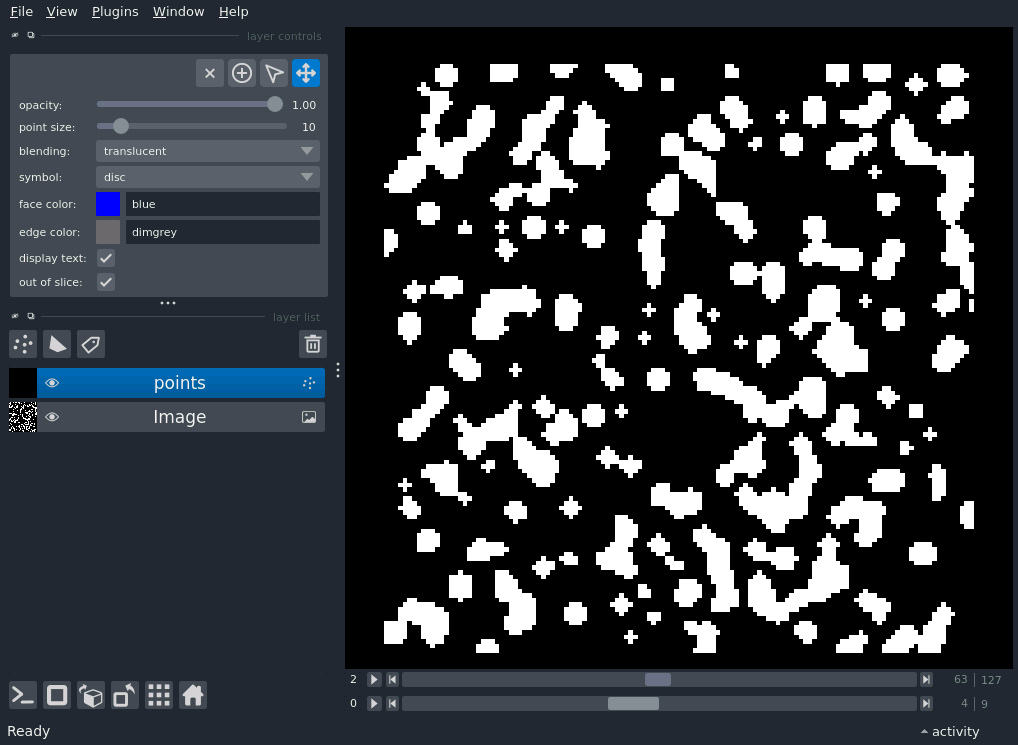 File View Plugins Window Help
layer controls
opacity: 1.00
point size: 10
blending: translucent
symbol: disc
face color: blue
edge color: dimgrey
display text:
out of slice:
layer list
points
Image
2 63 127
0 4 9
Ready activity